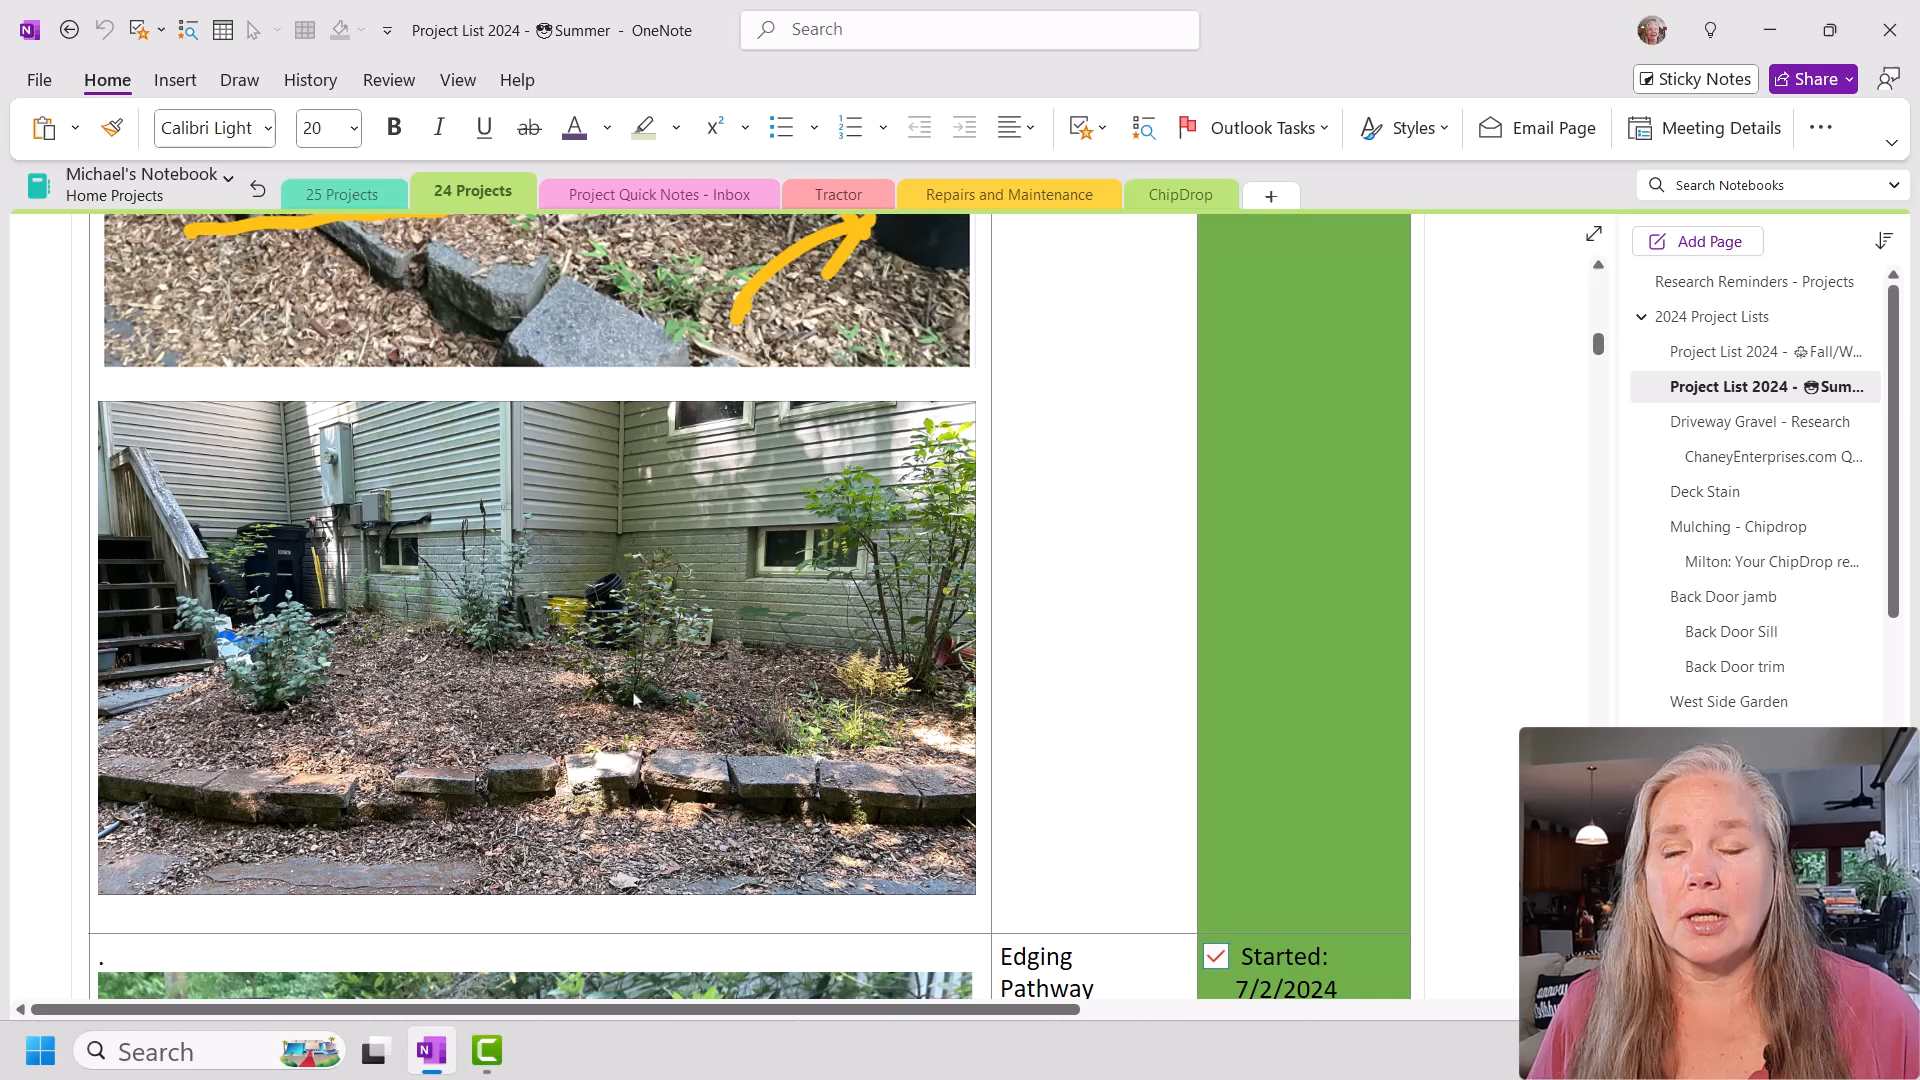 Project List 2024 - 😎Summer - OneNote
Search
File
Home
Insert
Draw
History
Review
View
Help
Sticky Notes
Share
Calibri Light
20
B
I
U
ab
A
x²
Outlook Tasks
Styles
Email Page
Meeting Details
Michael's Notebook
Home Projects
25 Projects
24 Projects
Project Quick Notes - Inbox
Tractor
Repairs and Maintenance
ChipDrop
+
Search Notebooks
Add Page
Research Reminders - Projects
2024 Project Lists
Project List 2024 - Fall/W...
Project List 2024 - 😎Sum...
Driveway Gravel - Research
ChaneyEnterprises.com Q...
Deck Stain
Mulching - Chipdrop
Milton: Your ChipDrop re...
Back Door jamb
Back Door Sill
Back Door trim
West Side Garden
.
Edging
Pathway
Started:
7/2/2024
Search